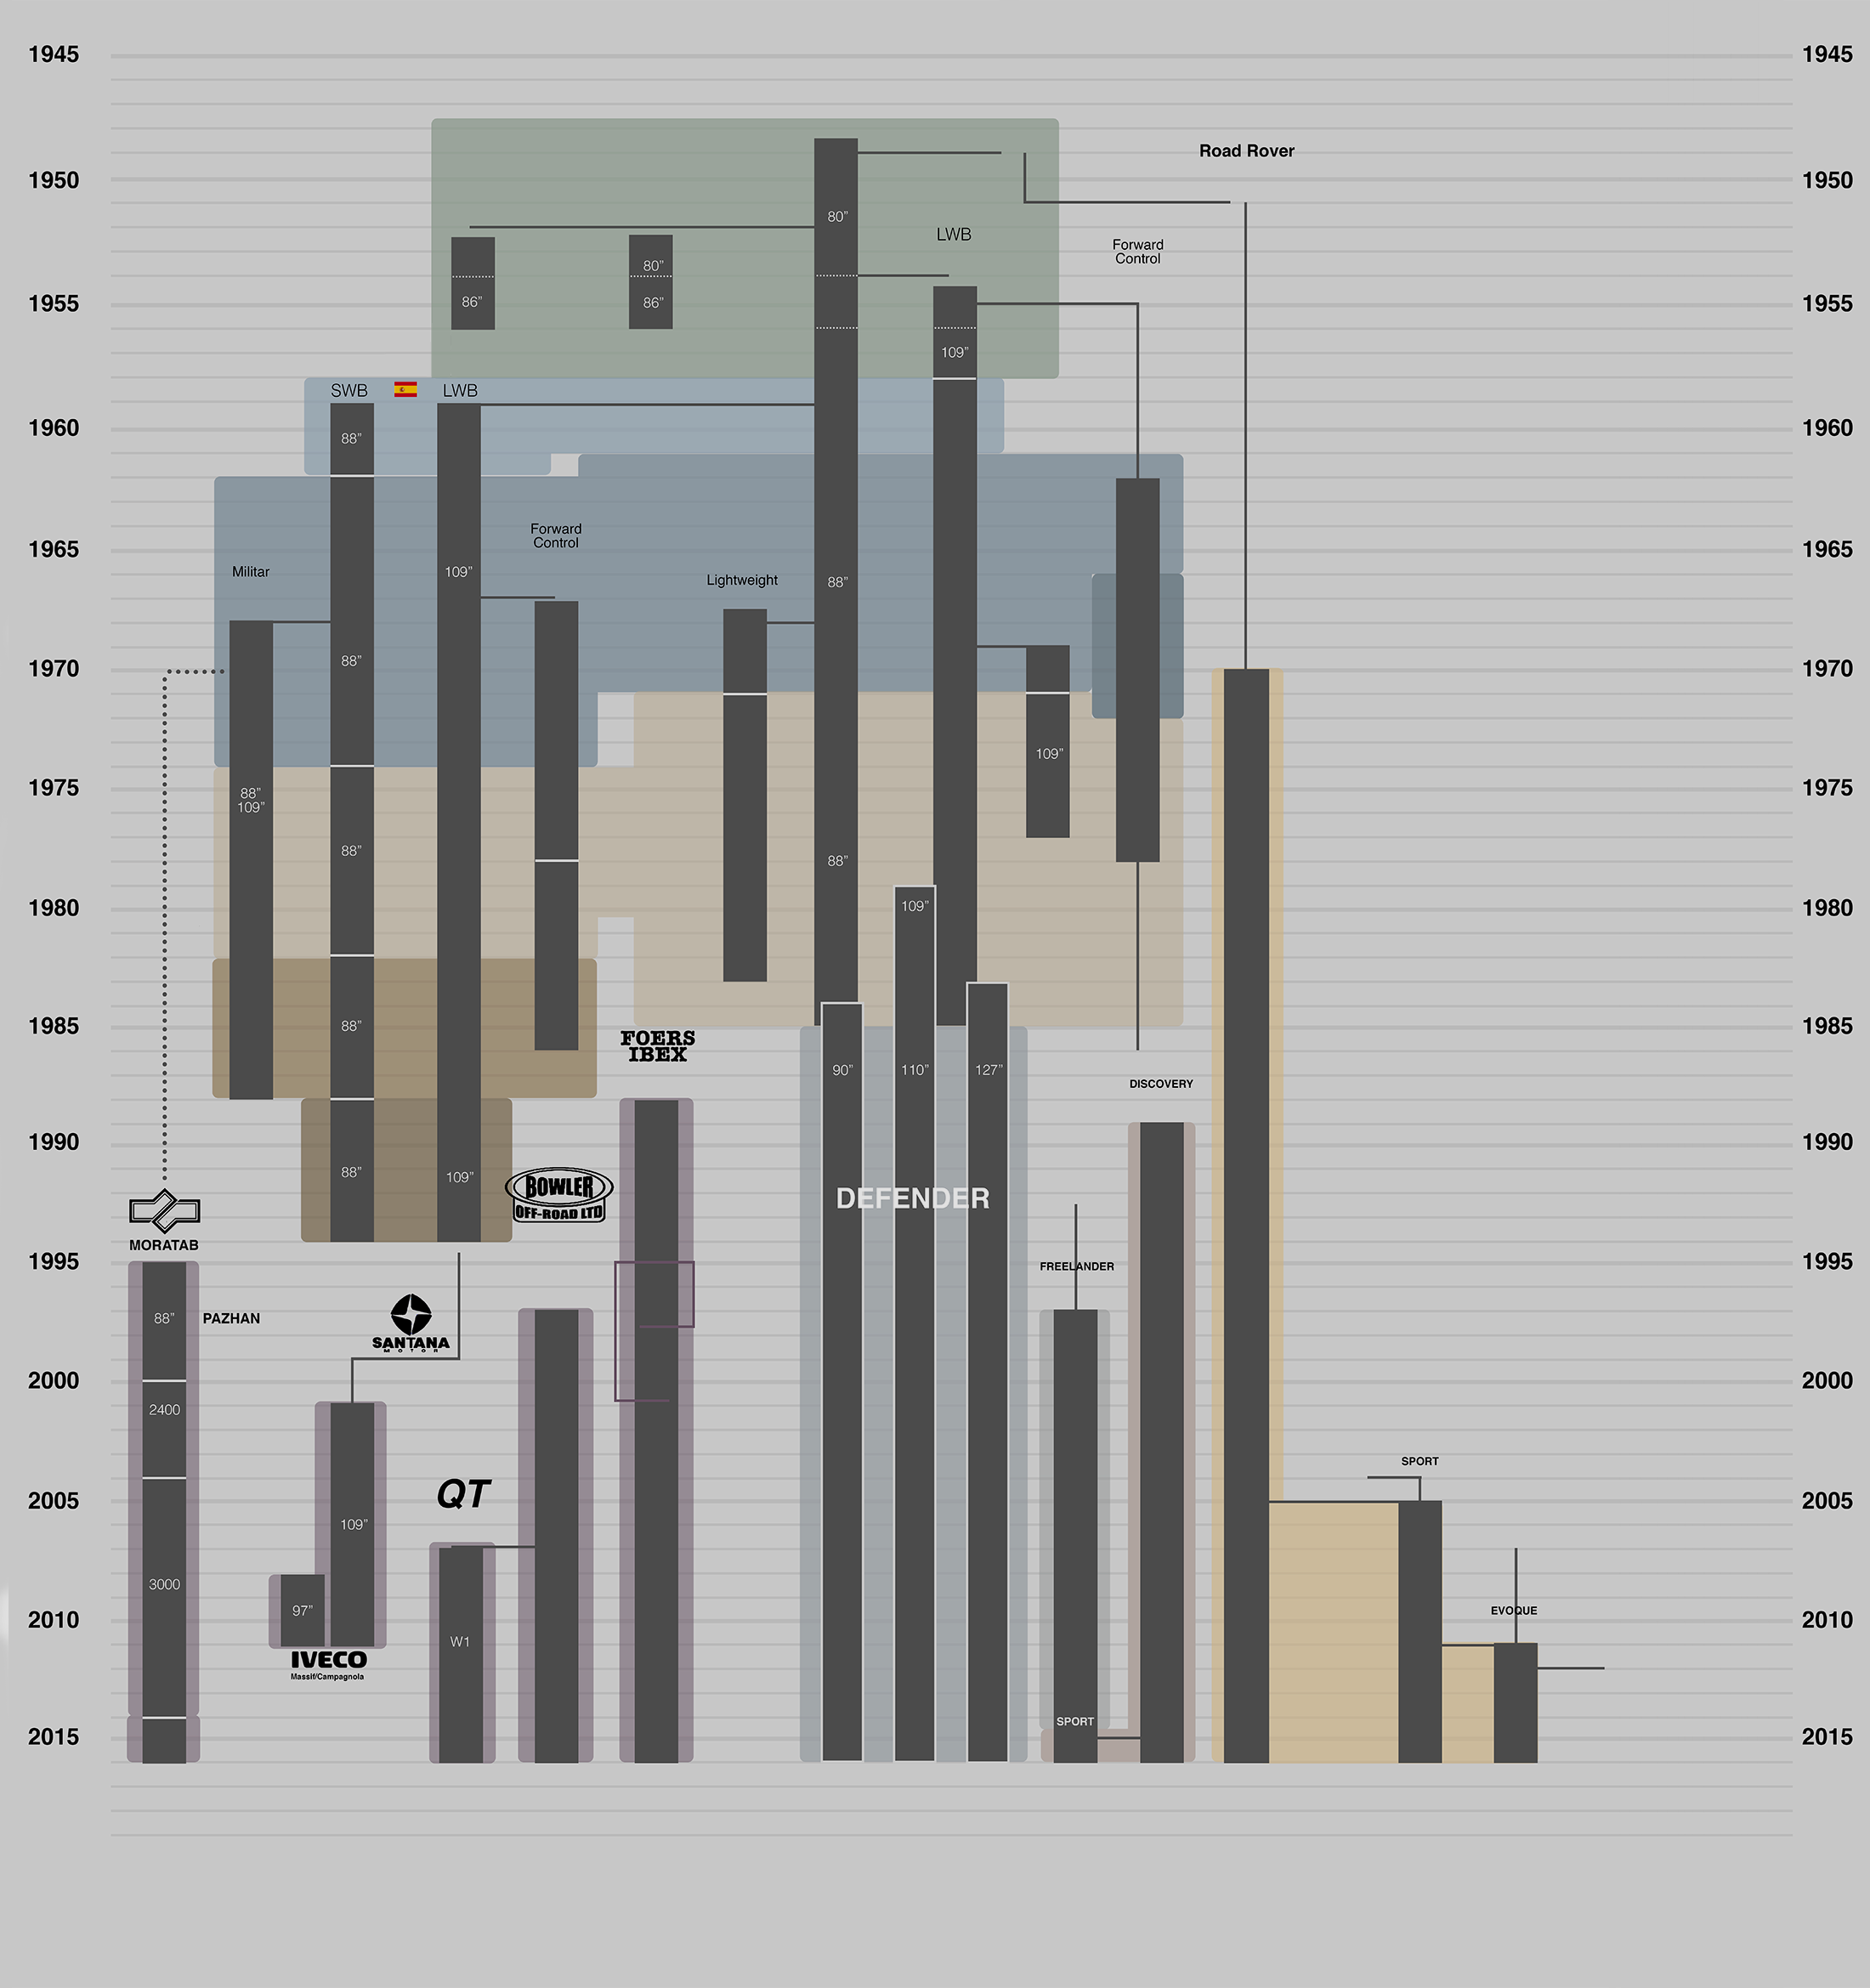 1945 1945
Road Rover
1950 1950
80”
LWB
Forward
Control
80”
86” 86”
1955 1955
109”
SWB LWB
1960 88” 1960
Forward
Control
1965 1965
Militar 109” Lightweight 88”
88”
1970 1970
109”
1975 88” 1975
109”
88” 88”
1980 109” 1980
1985 88” 1985
FOERS
IBEX
90” 110” 127”
DISCOVERY
1990 1990
88” 109”
BOWLER
OFF-ROAD LTD
DEFENDER
MORATAB
1995 1995
FREELANDER
88” PAZHAN
SANTANA
MOTOR
2000 2000
2400
SPORT
QT
2005 2005
109”
3000
97”
2010 EVOQUE 2010
W1
IVECO
Massif/Campagnola
SPORT
2015 2015